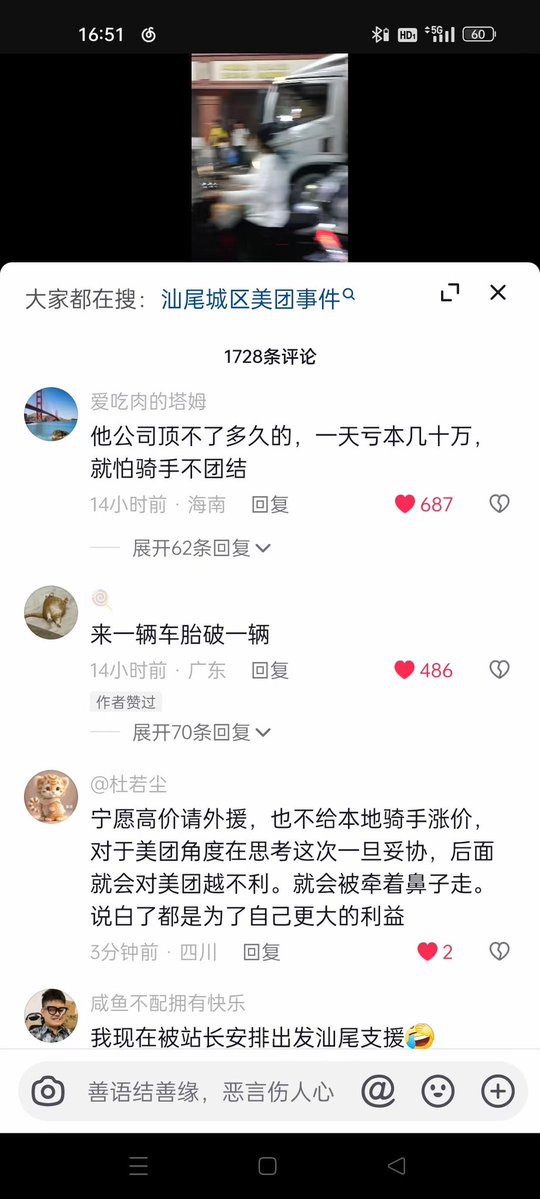 16:51
HD
5G
60
大家都在搜：汕尾城区美团事件
1728条评论
爱吃肉的塔姆
他公司顶不了多久的，一天亏本几十万，
就怕骑手不团结
14小时前 · 海南 回复 687
展开62条回复
🍭
来一辆车胎破一辆
14小时前 · 广东 回复 486
作者赞过
展开70条回复
@杜若尘
宁愿高价请外援，也不给本地骑手涨价，
对于美团角度在思考这次一旦妥协，后面
就会对美团越不利。就会被牵着鼻子走。
说白了都是为了自己更大的利益
3分钟前 · 四川 回复 2
咸鱼不配拥有快乐
我现在被站长安排出发汕尾支援🤣
善语结善缘，恶言伤人心